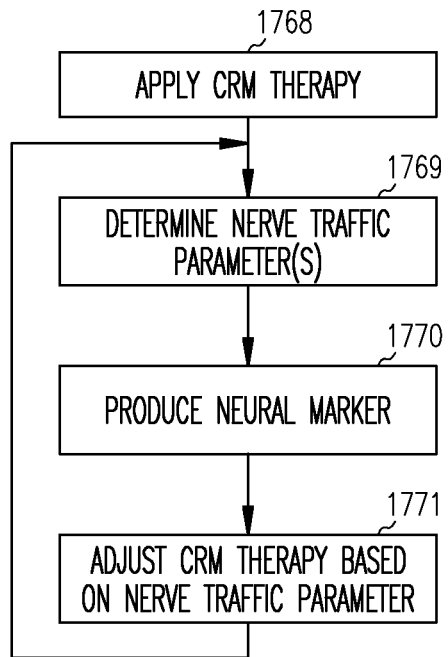 1768
APPLY CRM THERAPY
1769
DETERMINE NERVE TRAFFIC
PARAMETER(S)
1770
PRODUCE NEURAL MARKER
1771
ADJUST CRM THERAPY BASED
ON NERVE TRAFFIC PARAMETER